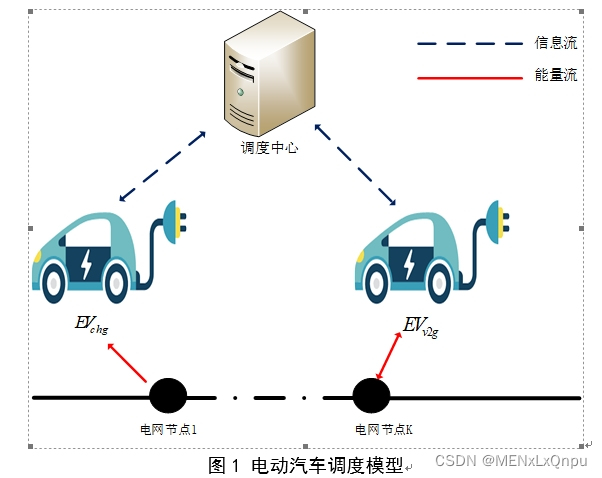 信息流
能量流
调度中心
EVchg
EVv2g
电网节点1
电网节点K
图 1 电动汽车调度模型
CSDN @MENxLxQnpu